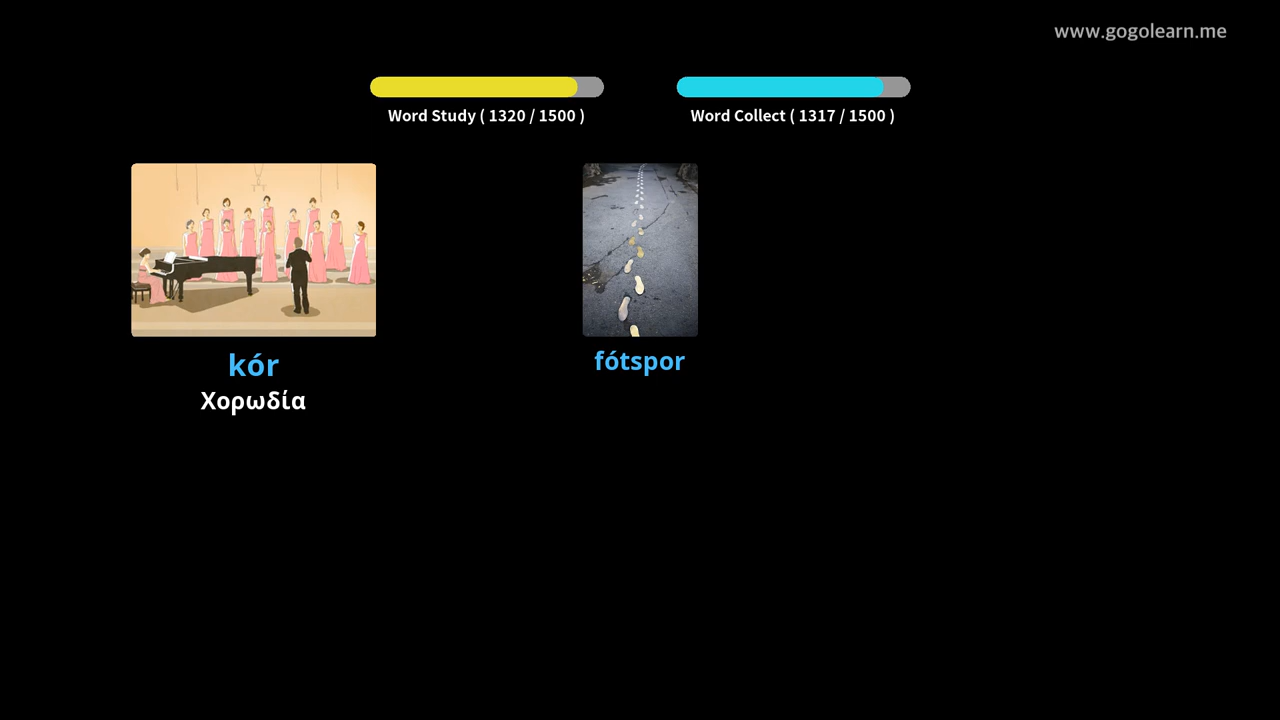 www.gogolearn.me
Word Study ( 1320 / 1500 )
Word Collect ( 1317 / 1500 )
kór
Χορωδία
fótspor